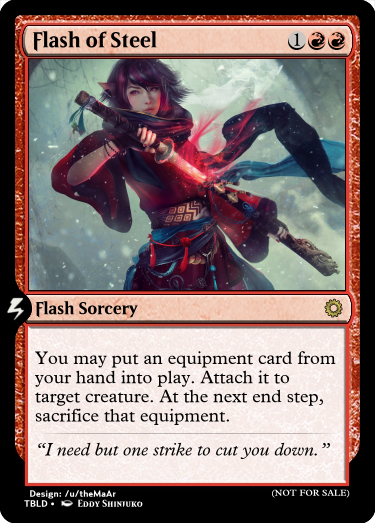 Flash of Steel 1
Flash Sorcery
You may put an equipment card from
your hand into play. Attach it to
target creature. At the next end step,
sacrifice that equipment.
“I need but one strike to cut you down.”
Design: /u/theMaAr (NOT FOR SALE)
TBLD • Eddy Shinjuko